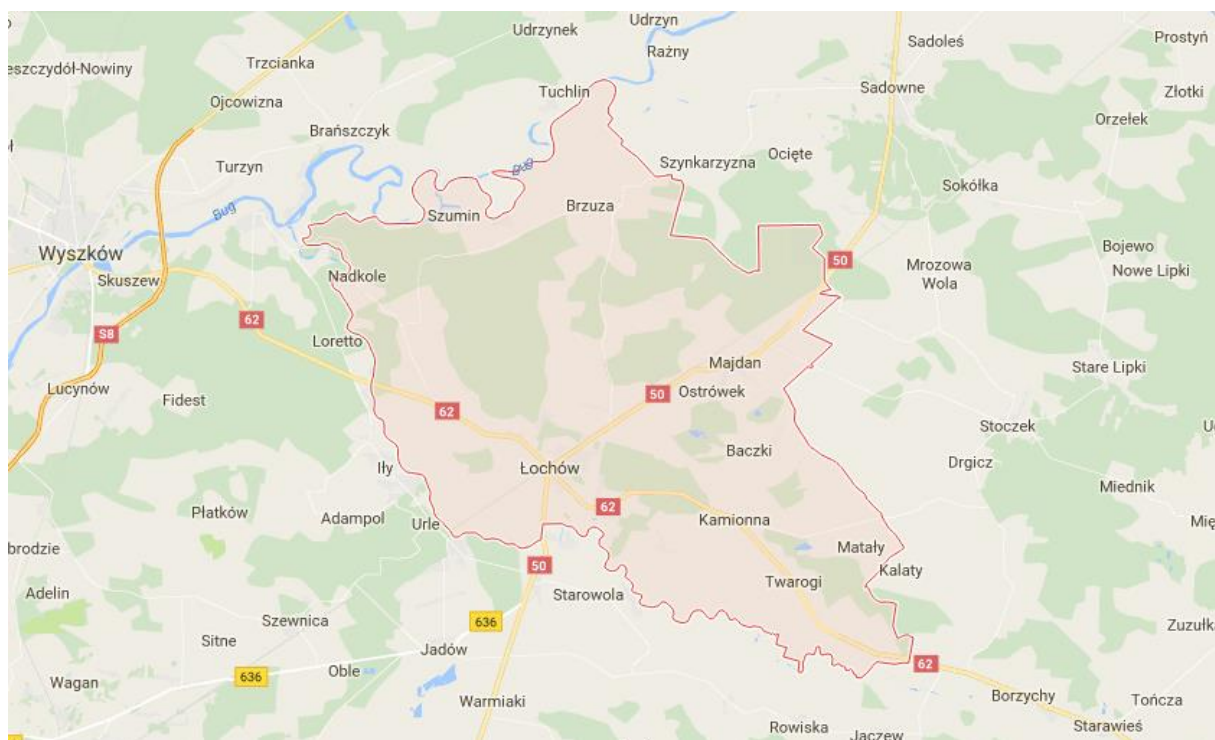 Udrzynek
Udrzyn
Rażny
Sadoleś
Prostyń
Trzcianka
eszczydół-Nowiny
Tuchlin
Sadowne
Złotki
Ojcowizna
Orzełek
Brańszczyk
Ocięte
Szynkarzyzna
Turzyn
Bug
Sokółka
Bug
Brzuza
Szumin
Wyszków
Bojewo
Skuszew
Nadkole
50
Mrozowa
Wola
Nowe Lipki
62
S8
Loretto
Majdan
Stare Lipki
Lucynów
Fidest
50
Ostrówek
62
Stoczek
Baczki
Drgicz
Iły
Łochów
Miednik
62
Płatków
Adampol
Urle
Kamionna
Mię
brodzie
Matały
50
Kalaty
Adelin
Starowola
Twarogi
Szewnica
636
Zuzułka
Sitne
Jadów
Oble
636
62
Wagan
Warmiaki
Borzychy
Tończa
Rowiska
Starawieś
Jaczew